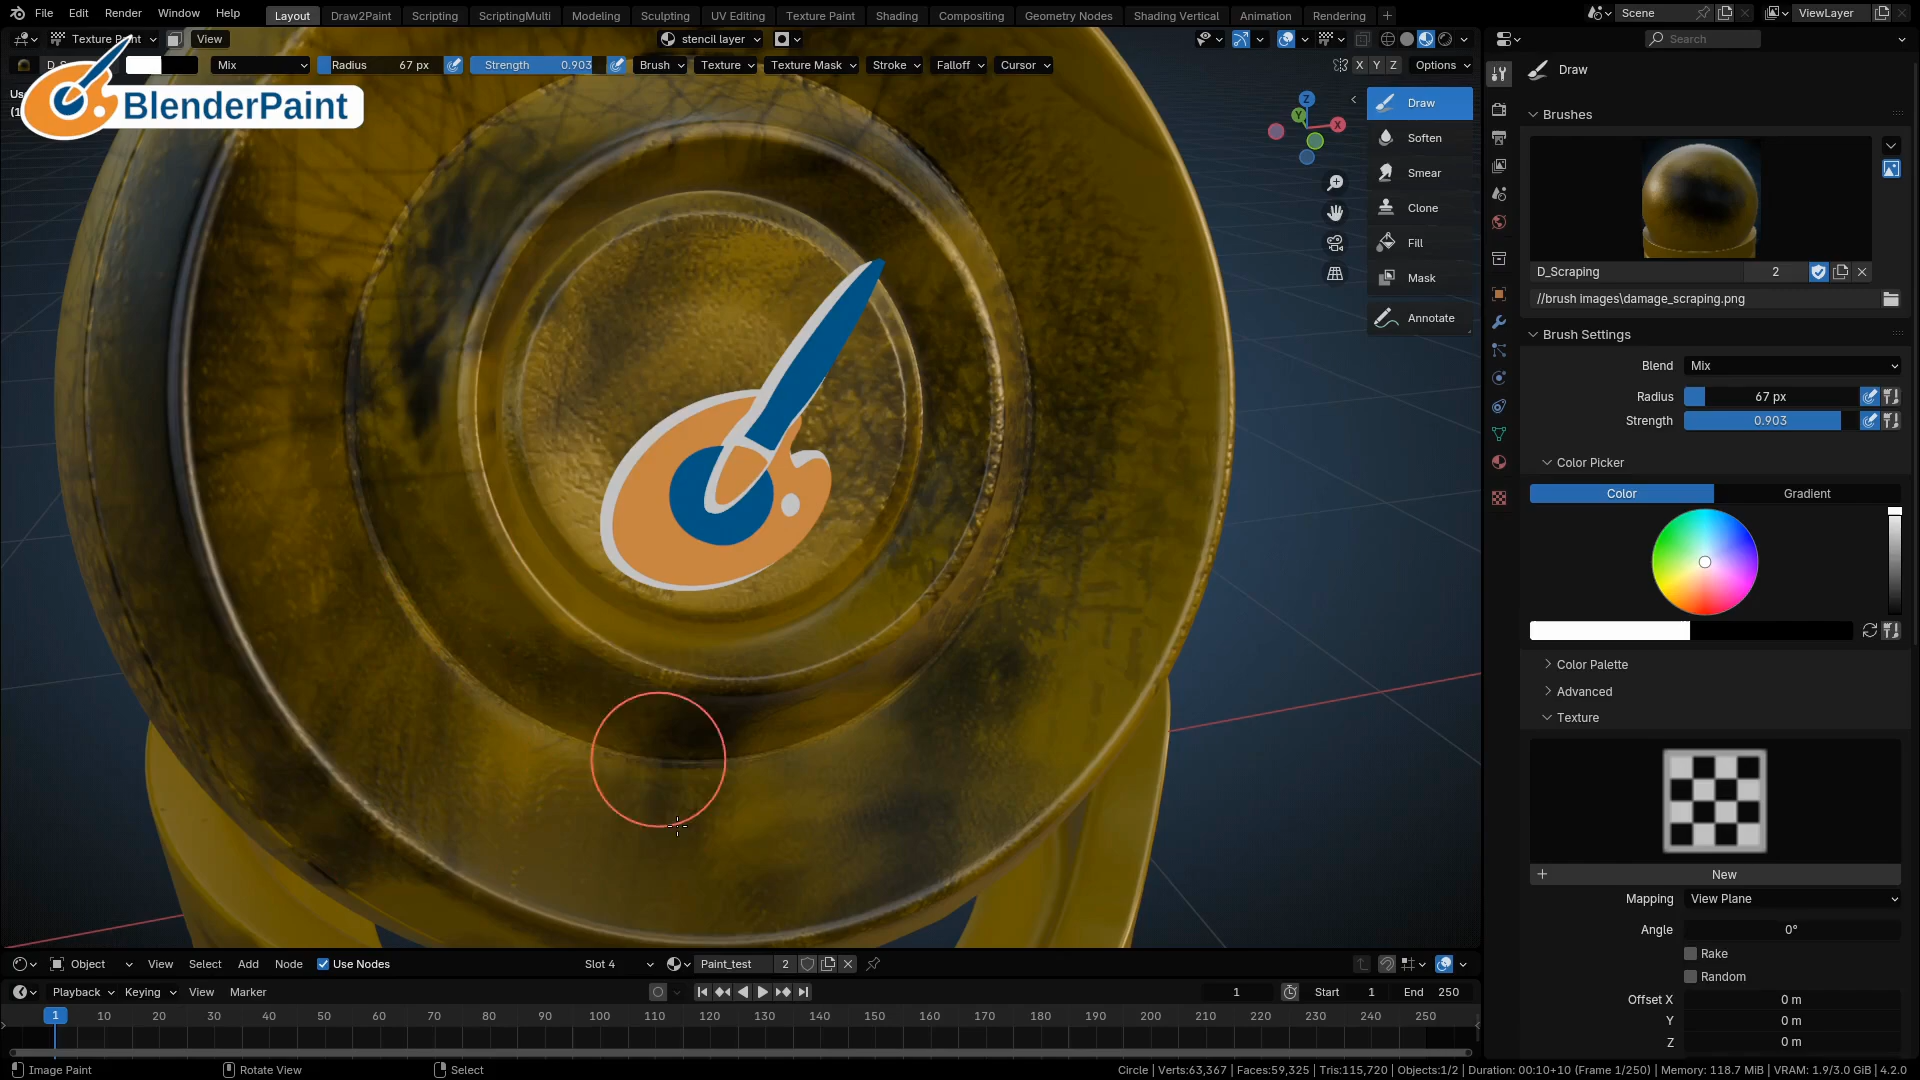 File Edit Render Window Help Layout Draw2Paint Scripting ScriptingMulti Modeling Sculpting UV Editing Texture Paint Shading Compositing Geometry Nodes Shading Vertical Animation Rendering + Scene ViewLayer
View stencil layer Search
Mix Radius 67 px Strength 0.903 Brush Texture Texture Mask Stroke Falloff Cursor X Y Z Options
BlenderPaint
Z
Y
X
Draw
Soften
Smear
Clone
Fill
Mask
Annotate
Draw
Brushes
D_Scraping 2
//brush images\damage_scraping.png
Brush Settings
Blend Mix
Radius 67 px
Strength 0.903
Color Picker
Color Gradient
Color Palette
Advanced
Texture
+ New
Mapping View Plane
Angle 0°
Rake
Random
Offset X 0 m
Y 0 m
Z 0 m
Object View Select Add Node Use Nodes Slot 4 Paint_test 2
Playback Keying View Marker 1 Start 1 End 250
1 10 20 30 40 50 60 70 80 90 100 110 120 130 140 150 160 170 180 190 200 210 220 230 240 250
Image Paint Rotate View Select Circle | Verts:63,367 | Faces:59,325 | Tris:115,720 | Objects:1/2 | Duration: 00:10+10 (Frame 1/250) | Memory: 118.7 MiB | VRAM: 1.9/3.0 GiB | 4.2.0